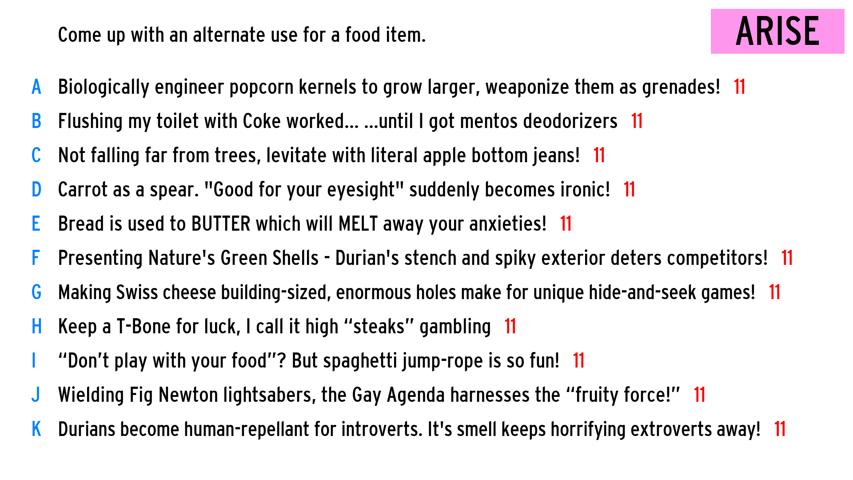 Come up with an alternate use for a food item.
ARISE
A Biologically engineer popcorn kernels to grow larger, weaponize them as grenades! 11
B Flushing my toilet with Coke worked... ...until I got mentos deodorizers 11
C Not falling far from trees, levitate with literal apple bottom jeans! 11
D Carrot as a spear. "Good for your eyesight" suddenly becomes ironic! 11
E Bread is used to BUTTER which will MELT away your anxieties! 11
F Presenting Nature's Green Shells - Durian's stench and spiky exterior deters competitors! 11
G Making Swiss cheese building-sized, enormous holes make for unique hide-and-seek games! 11
H Keep a T-Bone for luck, I call it high “steaks” gambling 11
I “Don’t play with your food”? But spaghetti jump-rope is so fun! 11
J Wielding Fig Newton lightsabers, the Gay Agenda harnesses the “fruity force!” 11
K Durians become human-repellant for introverts. It's smell keeps horrifying extroverts away! 11